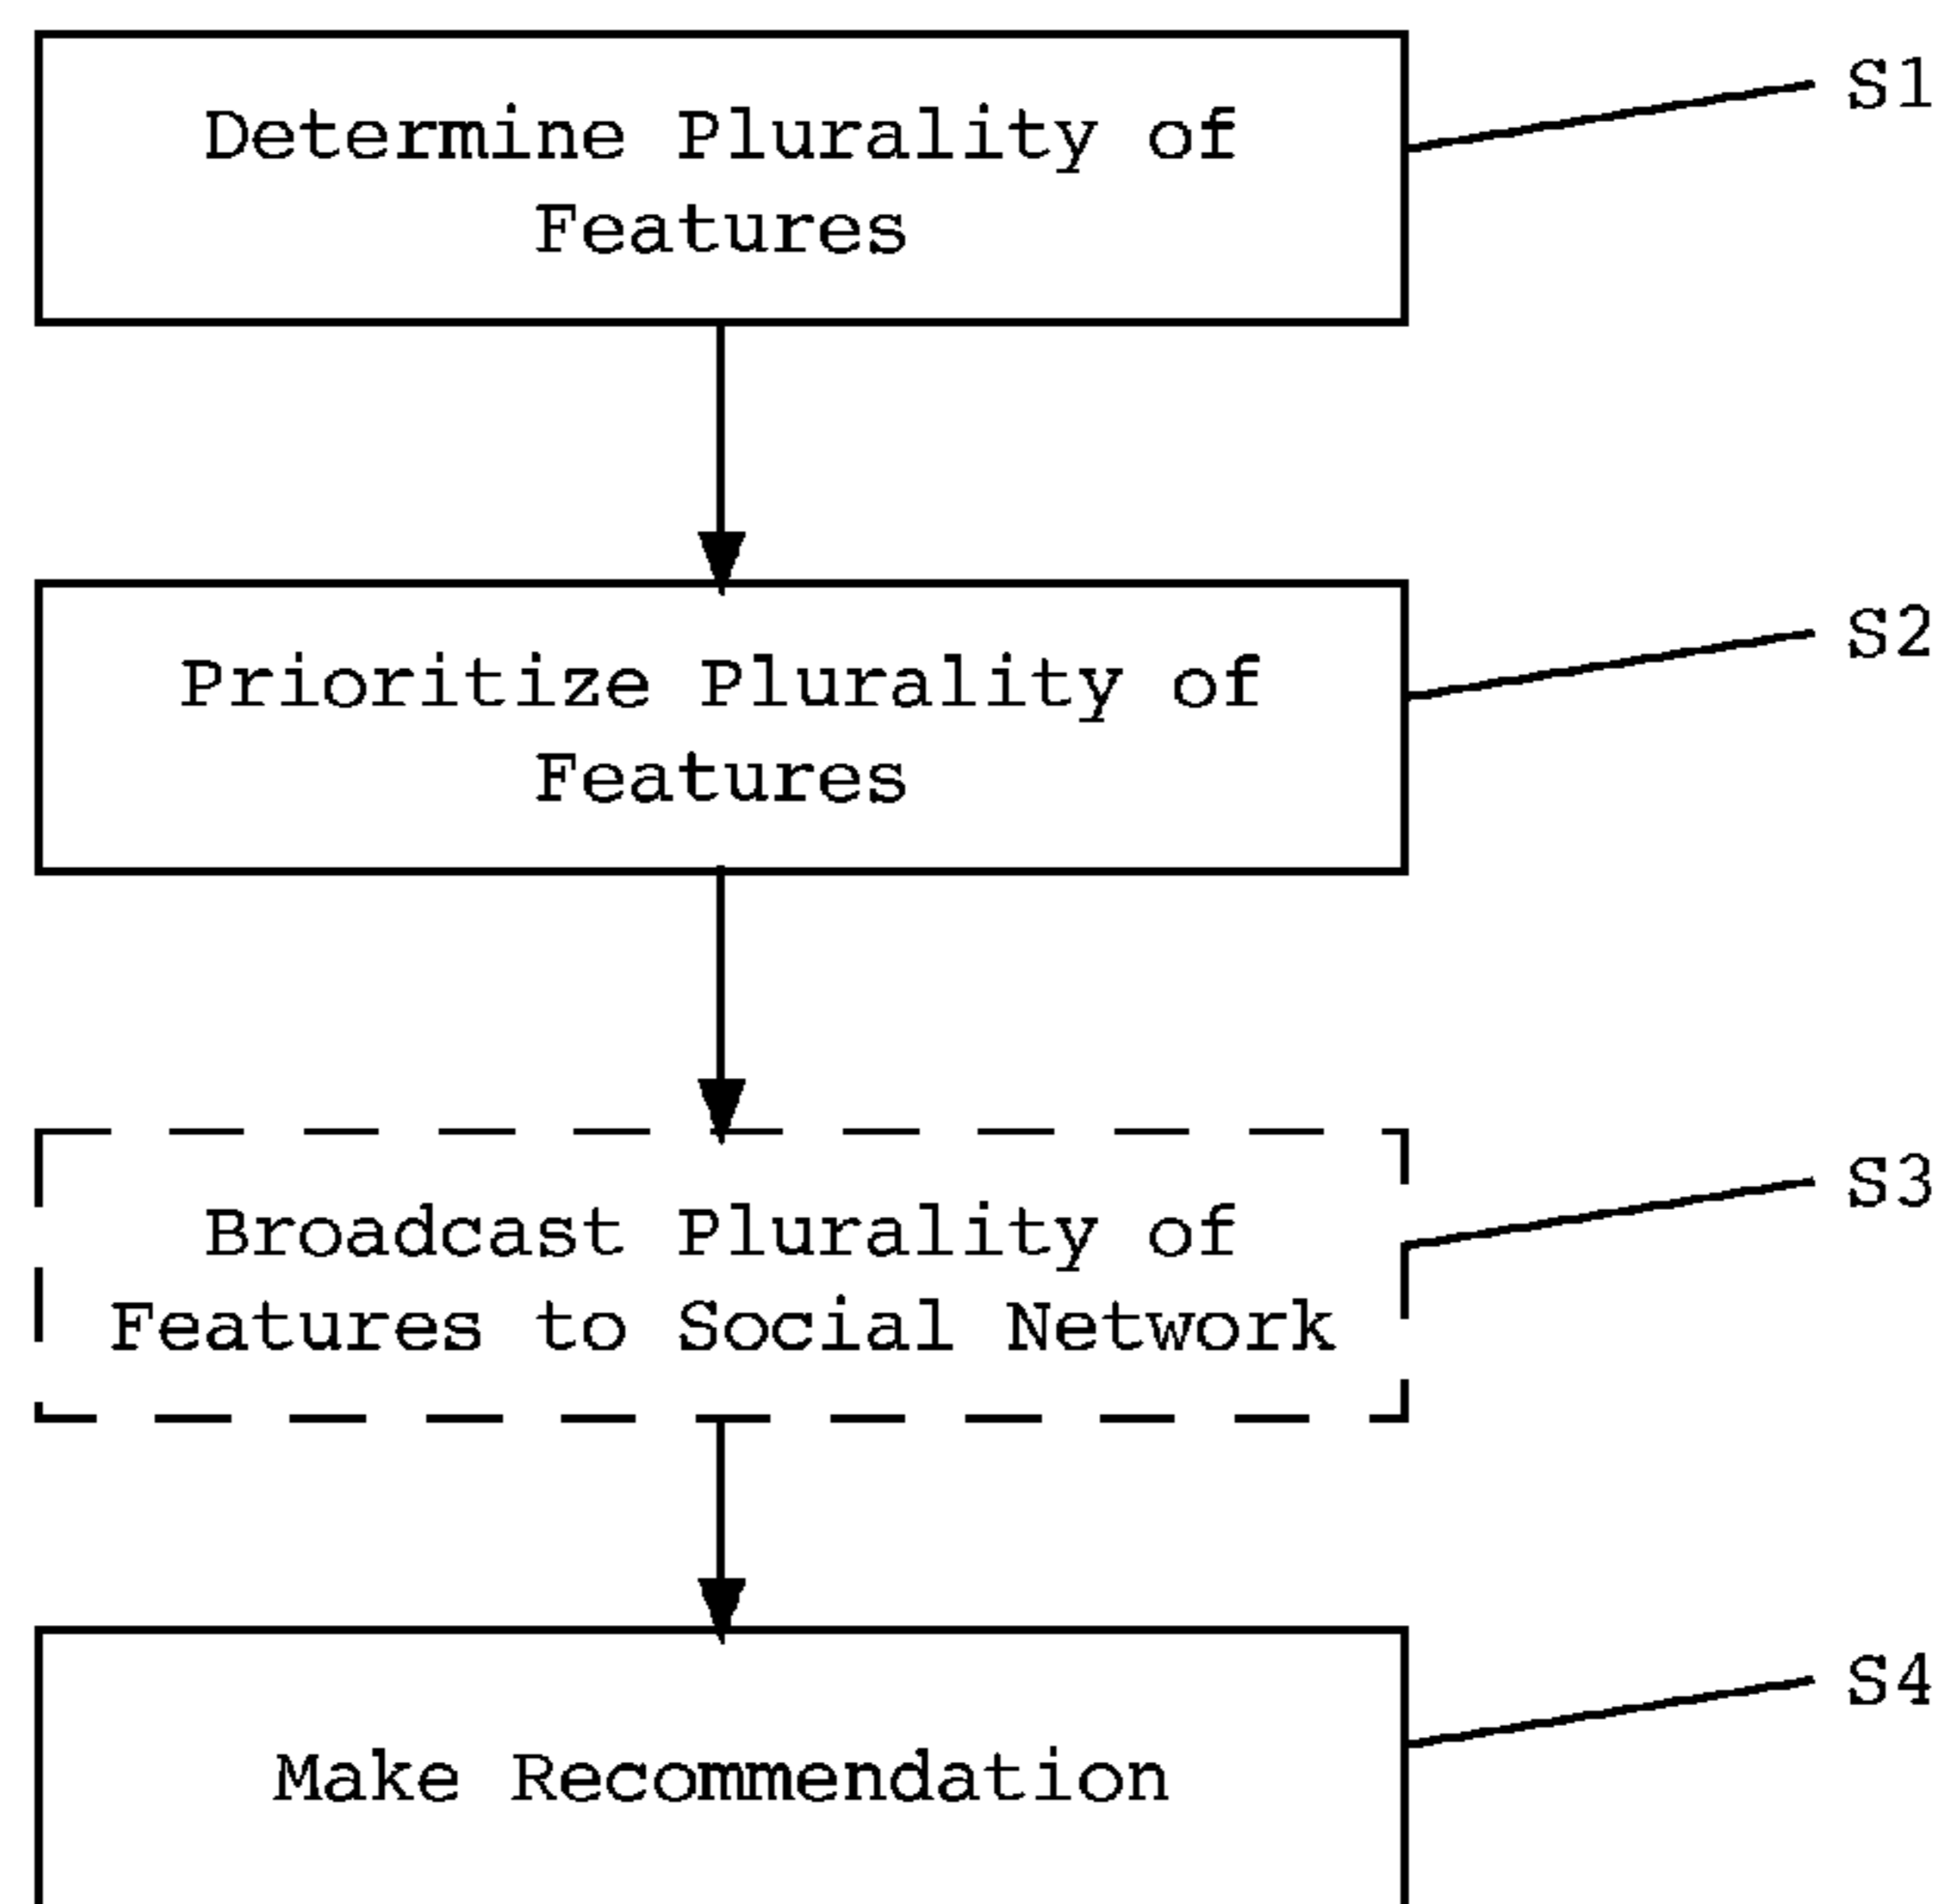 Determine Plurality of
Features
S1
Prioritize Plurality of
Features
S2
Broadcast Plurality of
Features to Social Network
S3
Make Recommendation
S4